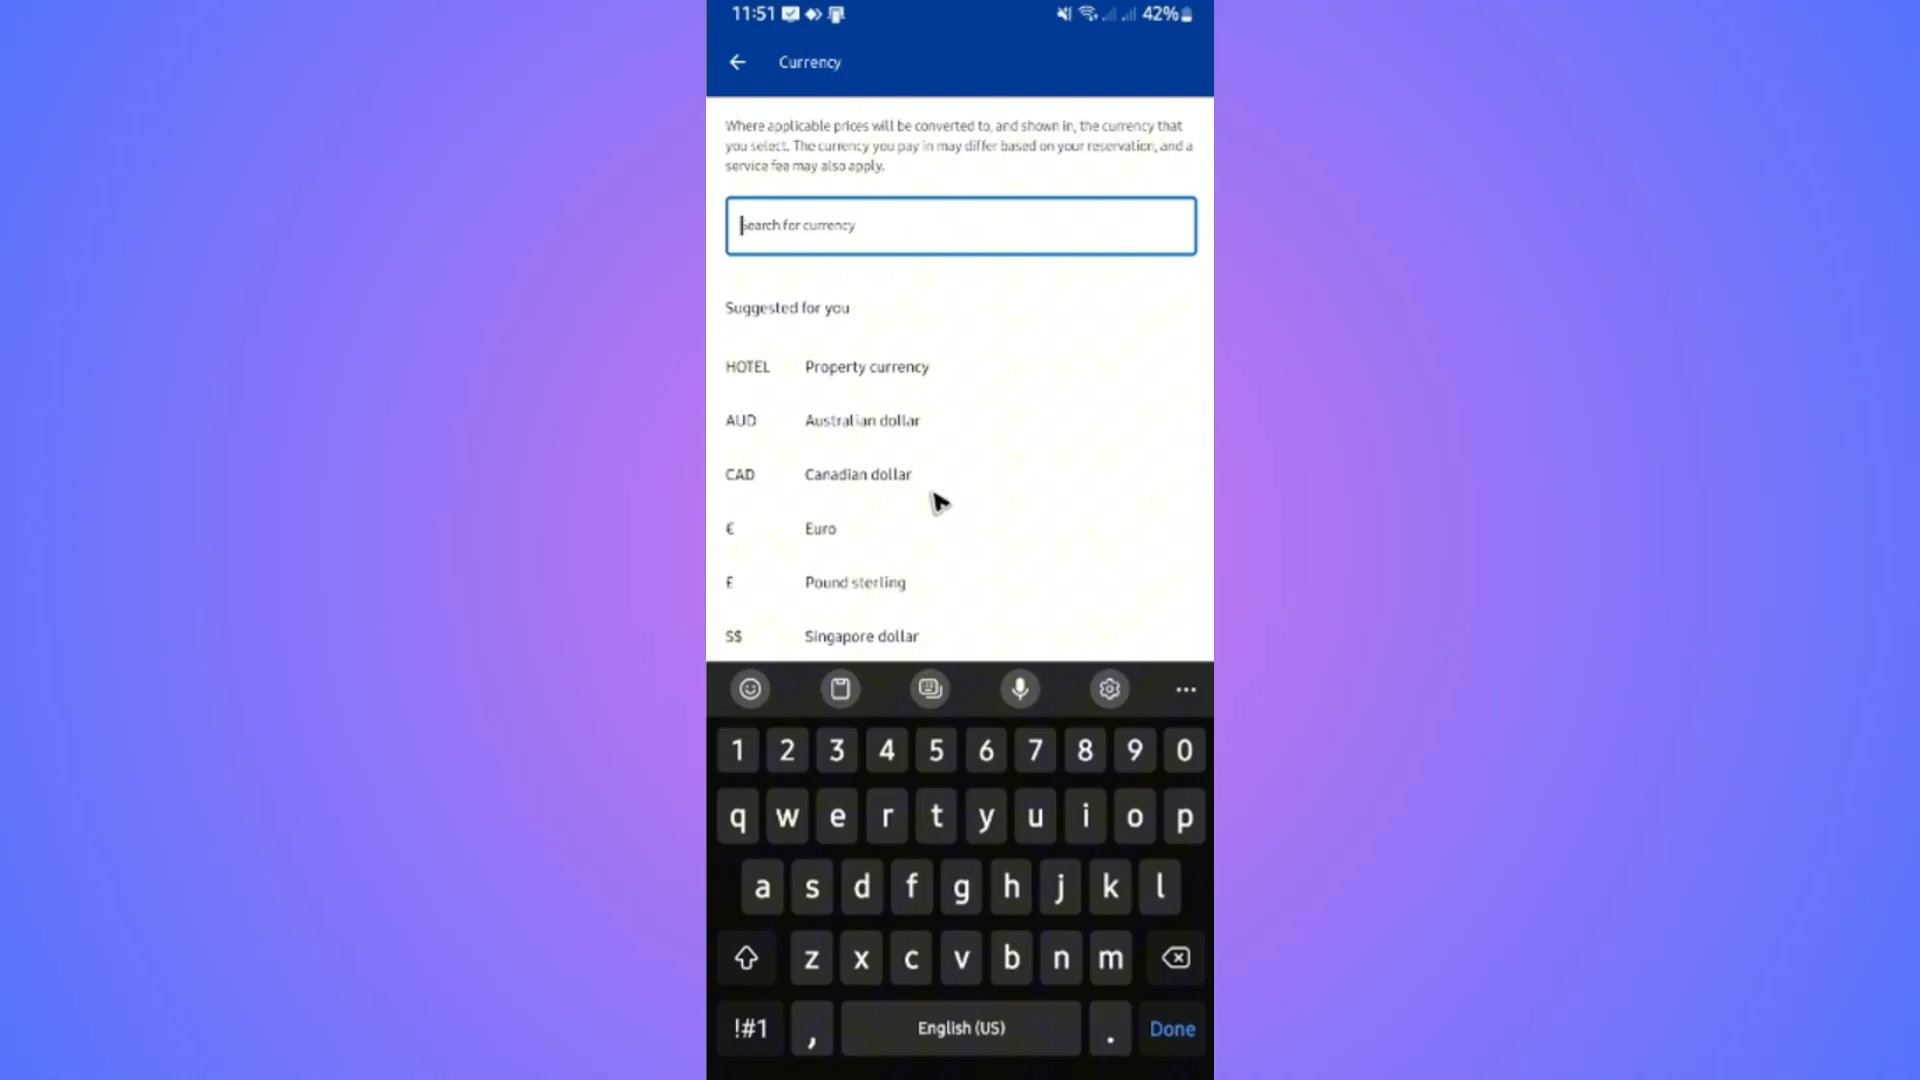 11:51 42%
Currency
Where applicable prices will be converted to, and shown in, the currency that
you select. The currency you pay in may differ based on your reservation, and a
service fee may also apply.
Search for currency
Suggested for you
HOTEL Property currency
AUD Australian dollar
CAD Canadian dollar
€ Euro
£ Pound sterling
S$ Singapore dollar
1 2 3 4 5 6 7 8 9 0
q w e r t y u i o p
a s d f g h j k l
z x c v b n m
!#1 , English (US) . Done